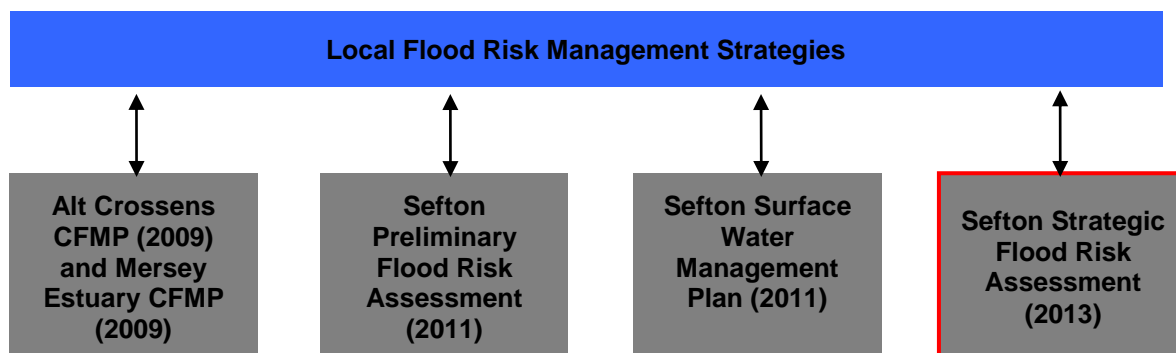 Local Flood Risk Management Strategies
Alt Crossens
CFMP (2009)
and Mersey
Estuary CFMP
(2009)
Sefton
Preliminary
Flood Risk
Assessment
(2011)
Sefton Surface
Water
Management
Plan (2011)
Sefton Strategic
Flood Risk
Assessment
(2013)